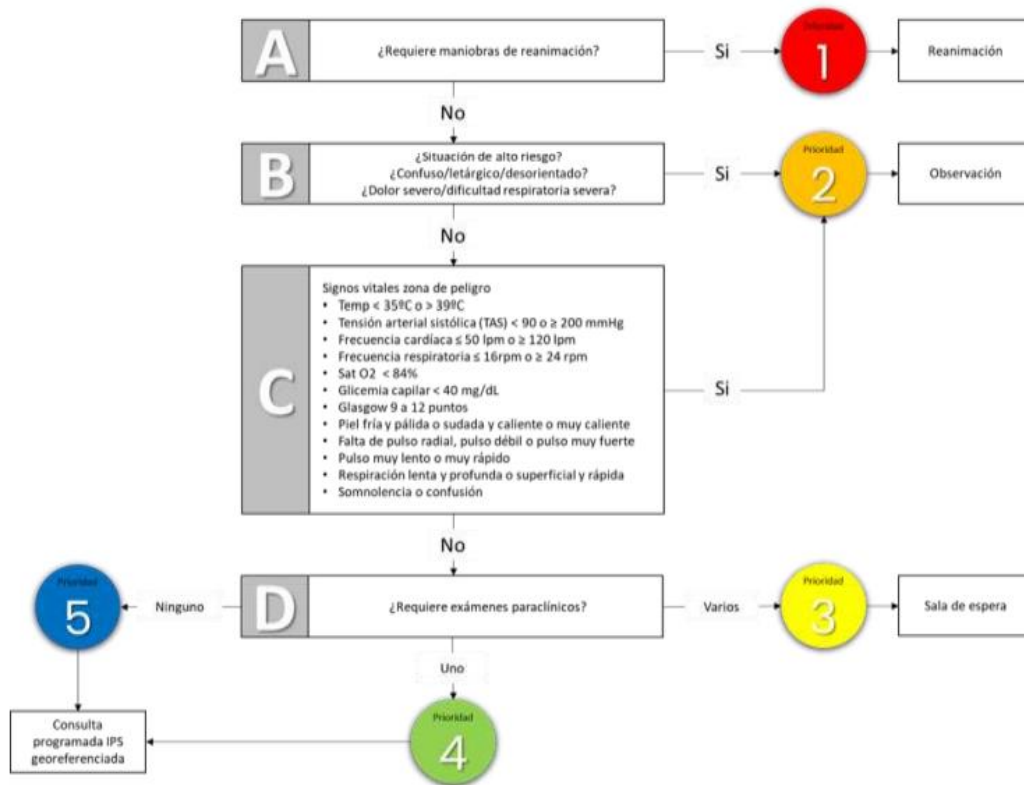 A
¿Requiere maniobras de reanimación?
Si
Prioridad
1
Reanimación
No
B
¿Situación de alto riesgo?
¿Confuso/letárgico/desorientado?
¿Dolor severo/dificultad respiratoria severa?
Si
Prioridad
2
Observación
No
C
Signos vitales zona de peligro
• Temp < 35ºC o > 39ºC
• Tensión arterial sistólica (TAS) < 90 o ≥ 200 mmHg
• Frecuencia cardíaca ≤ 50 lpm o ≥ 120 lpm
• Frecuencia respiratoria ≤ 16rpm o ≥ 24 rpm
• Sat O2 < 84%
• Glicemia capilar < 40 mg/dL
• Glasgow 9 a 12 puntos
• Piel fría y pálida o sudada y caliente o muy caliente
• Falta de pulso radial, pulso débil o pulso muy fuerte
• Pulso muy lento o muy rápido
• Respiración lenta y profunda o superficial y rápida
• Somnolencia o confusión
Si
No
Prioridad
5
Ninguno
D
¿Requiere exámenes paraclínicos?
Varios
Prioridad
3
Sala de espera
Uno
Prioridad
4
Consulta
programada IPS
georeferenciada